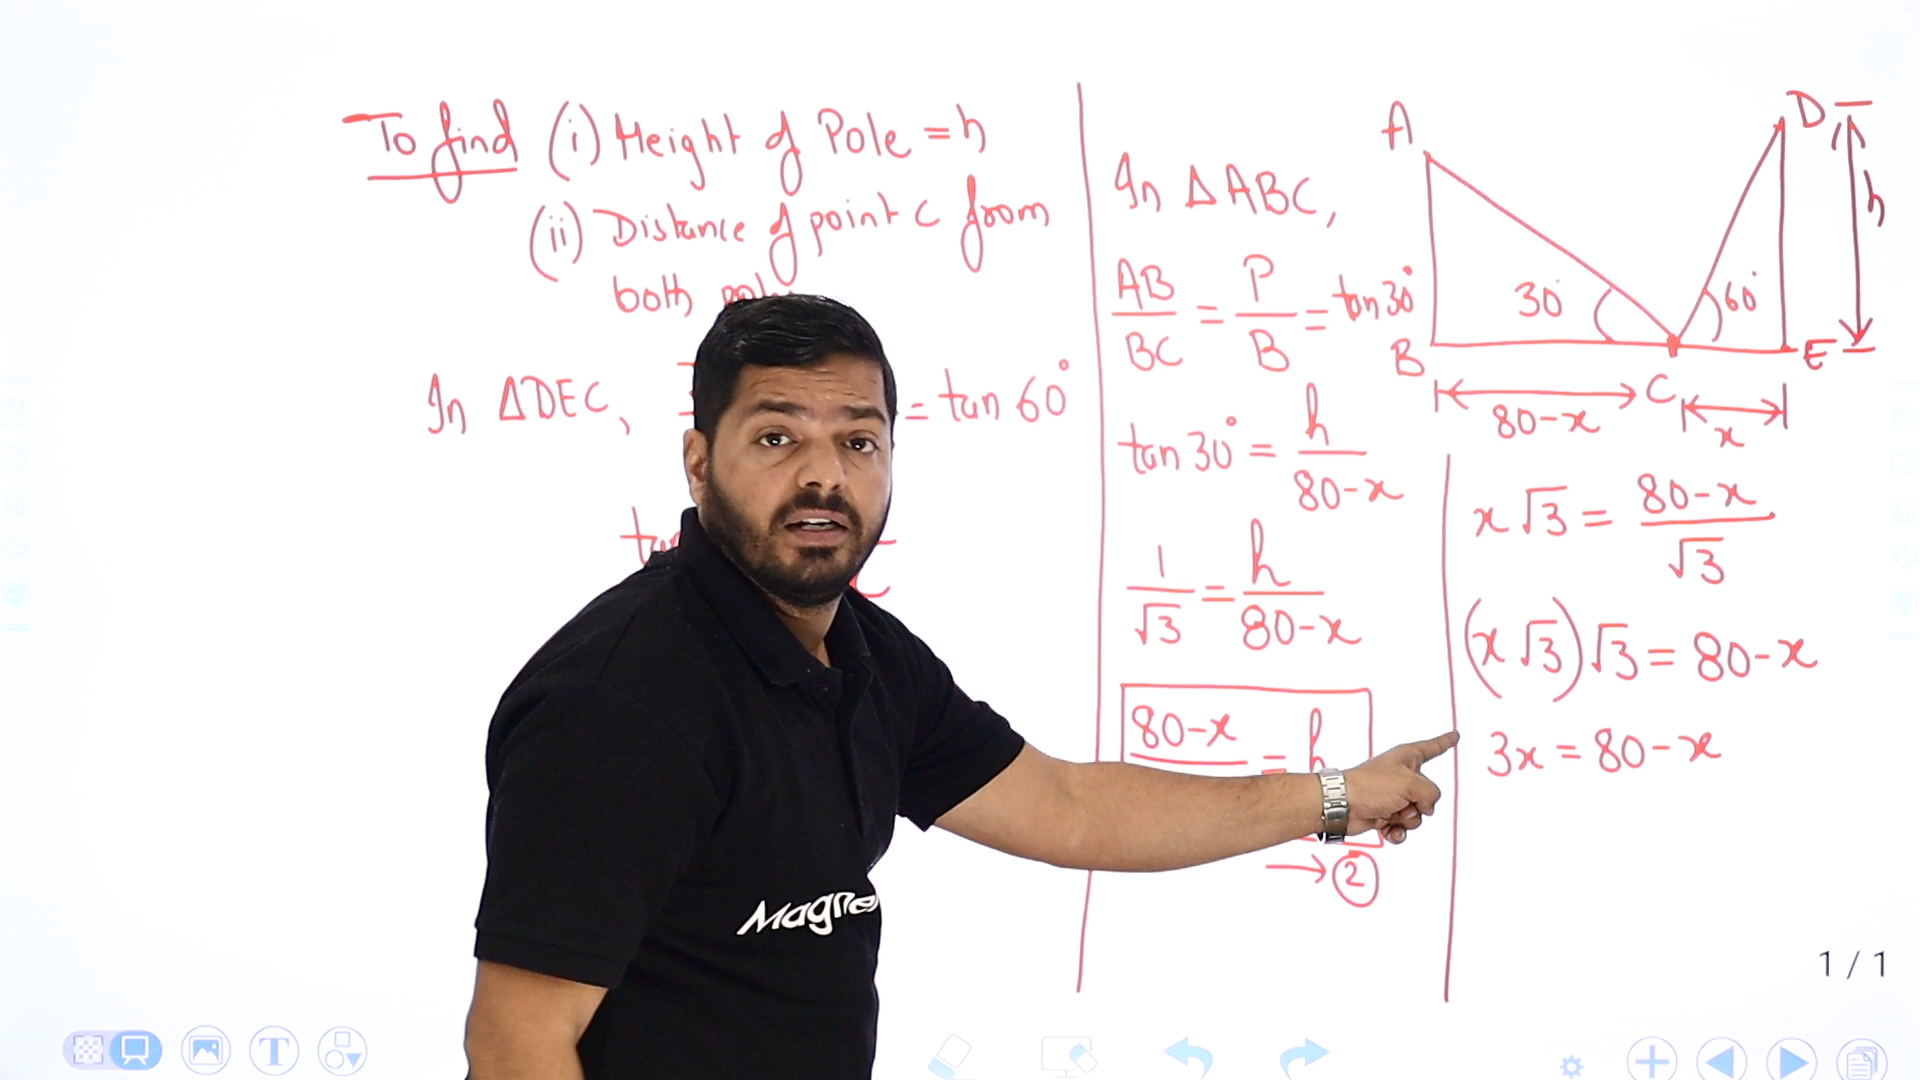 To find (i) Height of Pole = h
(ii) Distance of point C from
both
In ΔDEC, = tan 60°
In ΔABC,
AB/BC = P/B = tan 30°
tan 30° = h/80-x
1/√3 = h/80-x
80-x = h
→ ②
A
D
h
30°
60°
B
C
E
80-x
x
x√3 = 80-x/√3
(x√3)√3 = 80-x
3x = 80-x
1 / 1
T